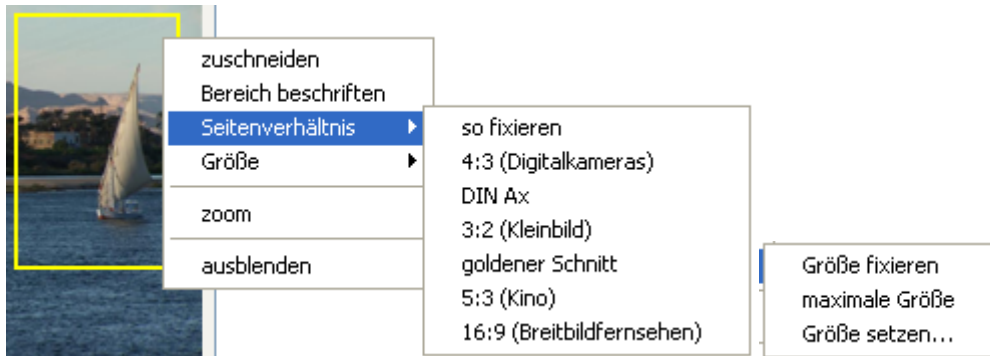 zuschneiden
Bereich beschriften
Seitenverhältnis
Größe
zoom
ausblenden
so fixieren
4:3 (Digitalkameras)
DIN Ax
3:2 (Kleinbild)
goldener Schnitt
5:3 (Kino)
16:9 (Breitbildfernsehen)
Größe fixieren
maximale Größe
Größe setzen...